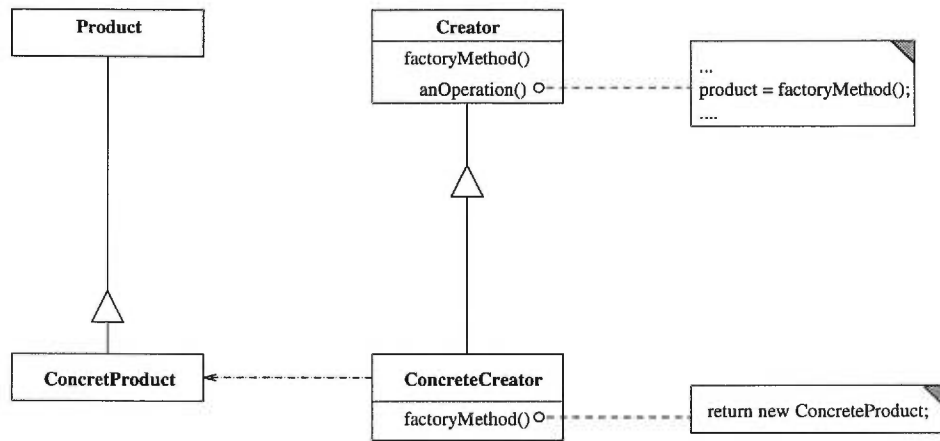 Product
Creator
factoryMethod()
anOperation()
...
product = factoryMethod();
....
ConcretProduct
ConcreteCreator
factoryMethod()
return new ConcreteProduct;